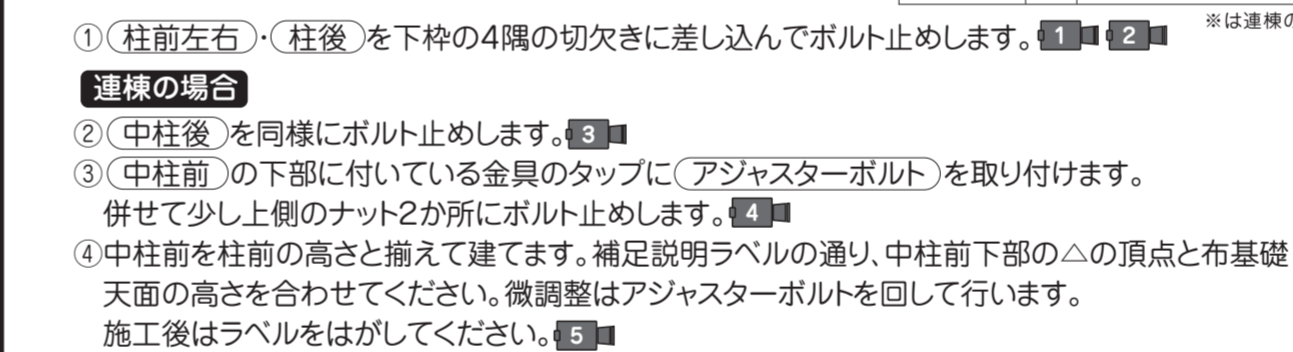 ※は連棟の
①柱前左右・柱後を下枠の4隅の切欠きに差し込んでボルト止めします。1 2
連棟の場合
②中柱後を同様にボルト止めします。3
③中柱前の下部に付いている金具のタップにアジャスターボルトを取り付けます。
併せて少し上側のナット2か所にボルト止めします。4
④中柱前を柱前の高さと揃えて建てます。補足説明ラベルの通り、中柱前下部の△の頂点と布基礎
天面の高さを合わせてください。微調整はアジャスターボルトを回して行います。
施工後はラベルをはがしてください。5